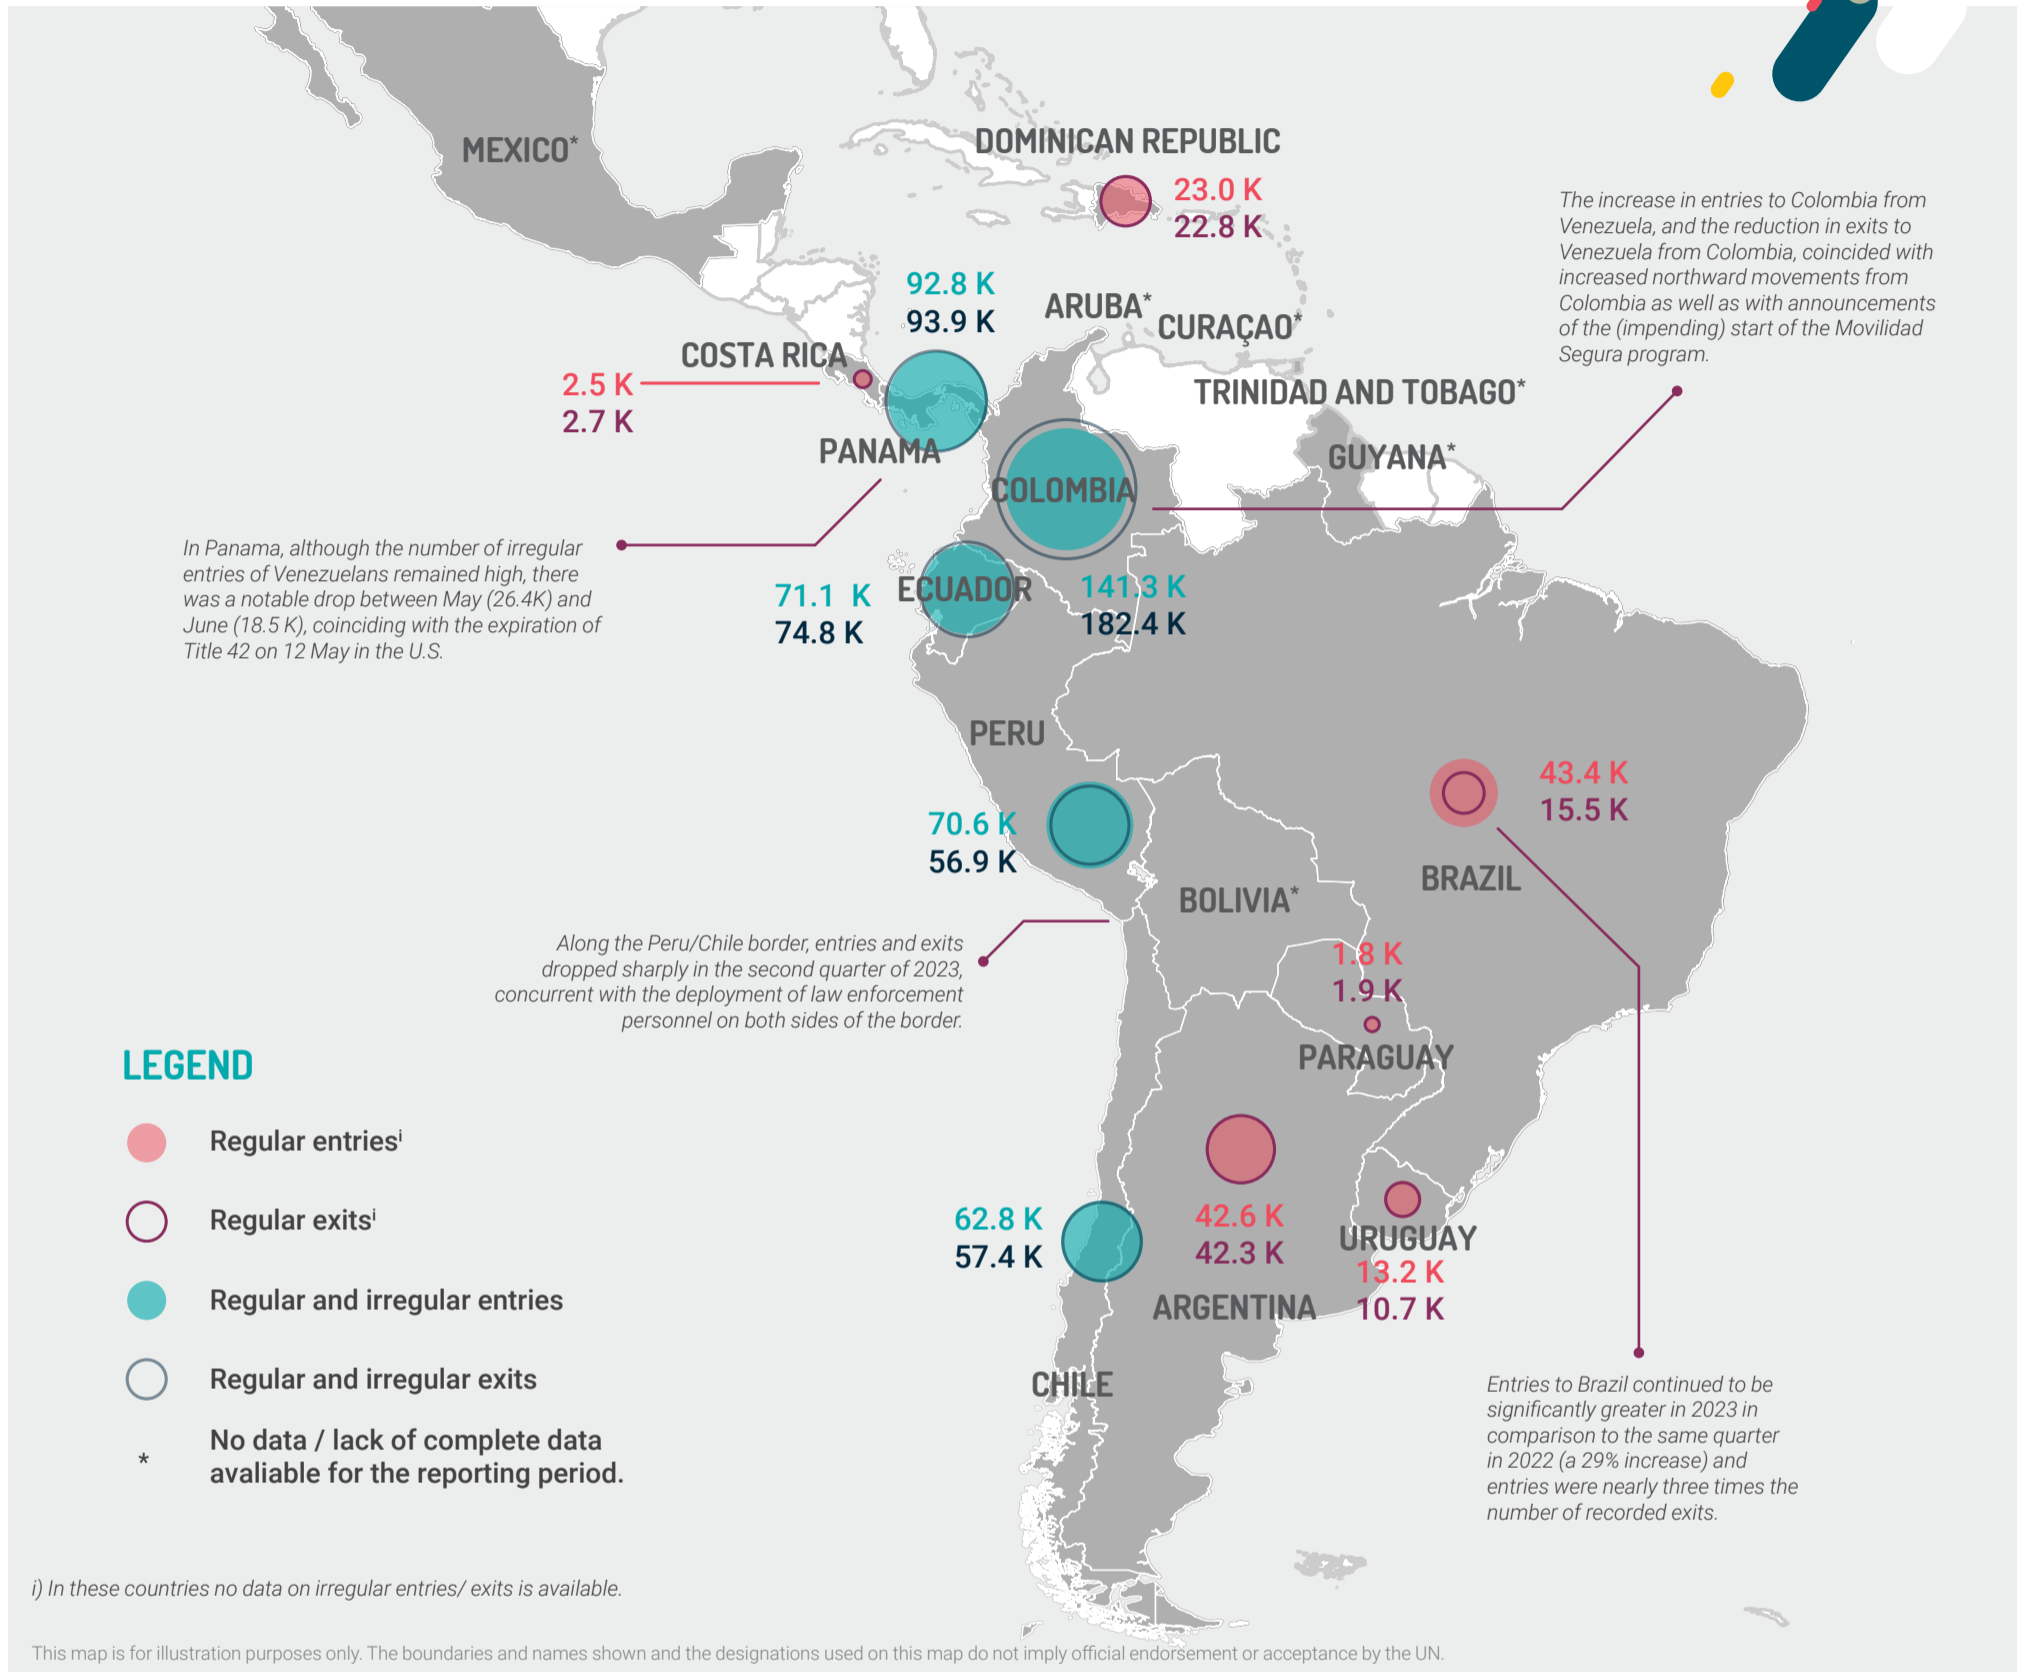 MEXICO*
DOMINICAN REPUBLIC
23.0 K
22.8 K
The increase in entries to Colombia from
Venezuela, and the reduction in exits to
Venezuela from Colombia, coincided with
increased northward movements from
Colombia as well as with announcements
of the (impending) start of the Movilidad
Segura program.
92.8 K
93.9 K
ARUBA*
CURAÇAO*
COSTA RICA
2.5 K
2.7 K
TRINIDAD AND TOBAGO*
PANAMA
GUYANA*
COLOMBIA
141.3 K
182.4 K
In Panama, although the number of irregular
entries of Venezuelans remained high, there
was a notable drop between May (26.4K) and
June (18.5 K), coinciding with the expiration of
Title 42 on 12 May in the U.S.
ECUADOR
71.1 K
74.8 K
PERU
70.6 K
56.9 K
43.4 K
15.5 K
BRAZIL
BOLIVIA*
Along the Peru/Chile border, entries and exits
dropped sharply in the second quarter of 2023,
concurrent with the deployment of law enforcement
personnel on both sides of the border.
1.8 K
1.9 K
PARAGUAY
LEGEND
Regular entriesⁱ
Regular exitsⁱ
Regular and irregular entries
Regular and irregular exits
* No data / lack of complete data
avaliable for the reporting period.
62.8 K
57.4 K
42.6 K
42.3 K
ARGENTINA
URUGUAY
13.2 K
10.7 K
CHILE
Entries to Brazil continued to be
significantly greater in 2023 in
comparison to the same quarter
in 2022 (a 29% increase) and
entries were nearly three times the
number of recorded exits.
i) In these countries no data on irregular entries/ exits is available.
This map is for illustration purposes only. The boundaries and names shown and the designations used on this map do not imply official endorsement or acceptance by the UN.